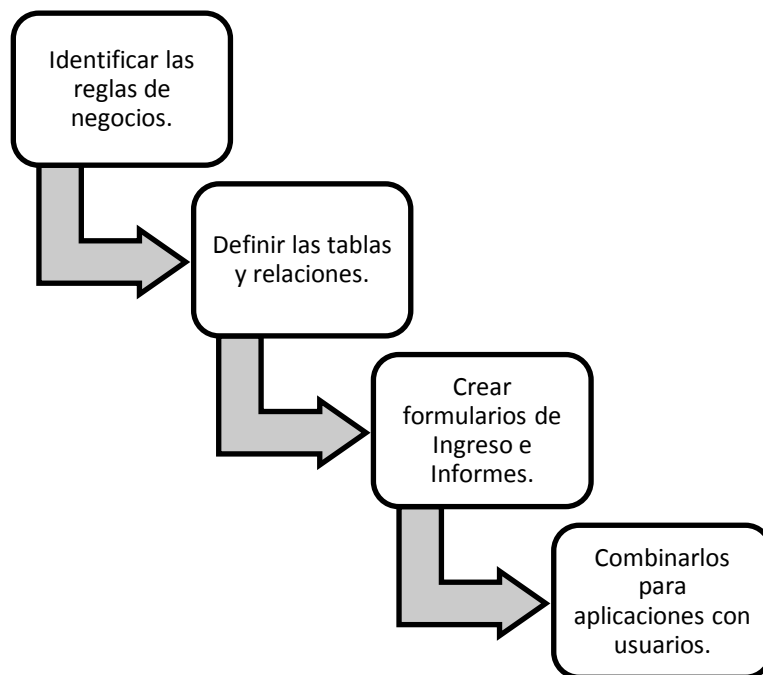 Identificar las
reglas de
negocios.
Definir las tablas
y relaciones.
Crear
formularios de
Ingreso e
Informes.
Combinarlos
para
aplicaciones con
usuarios.